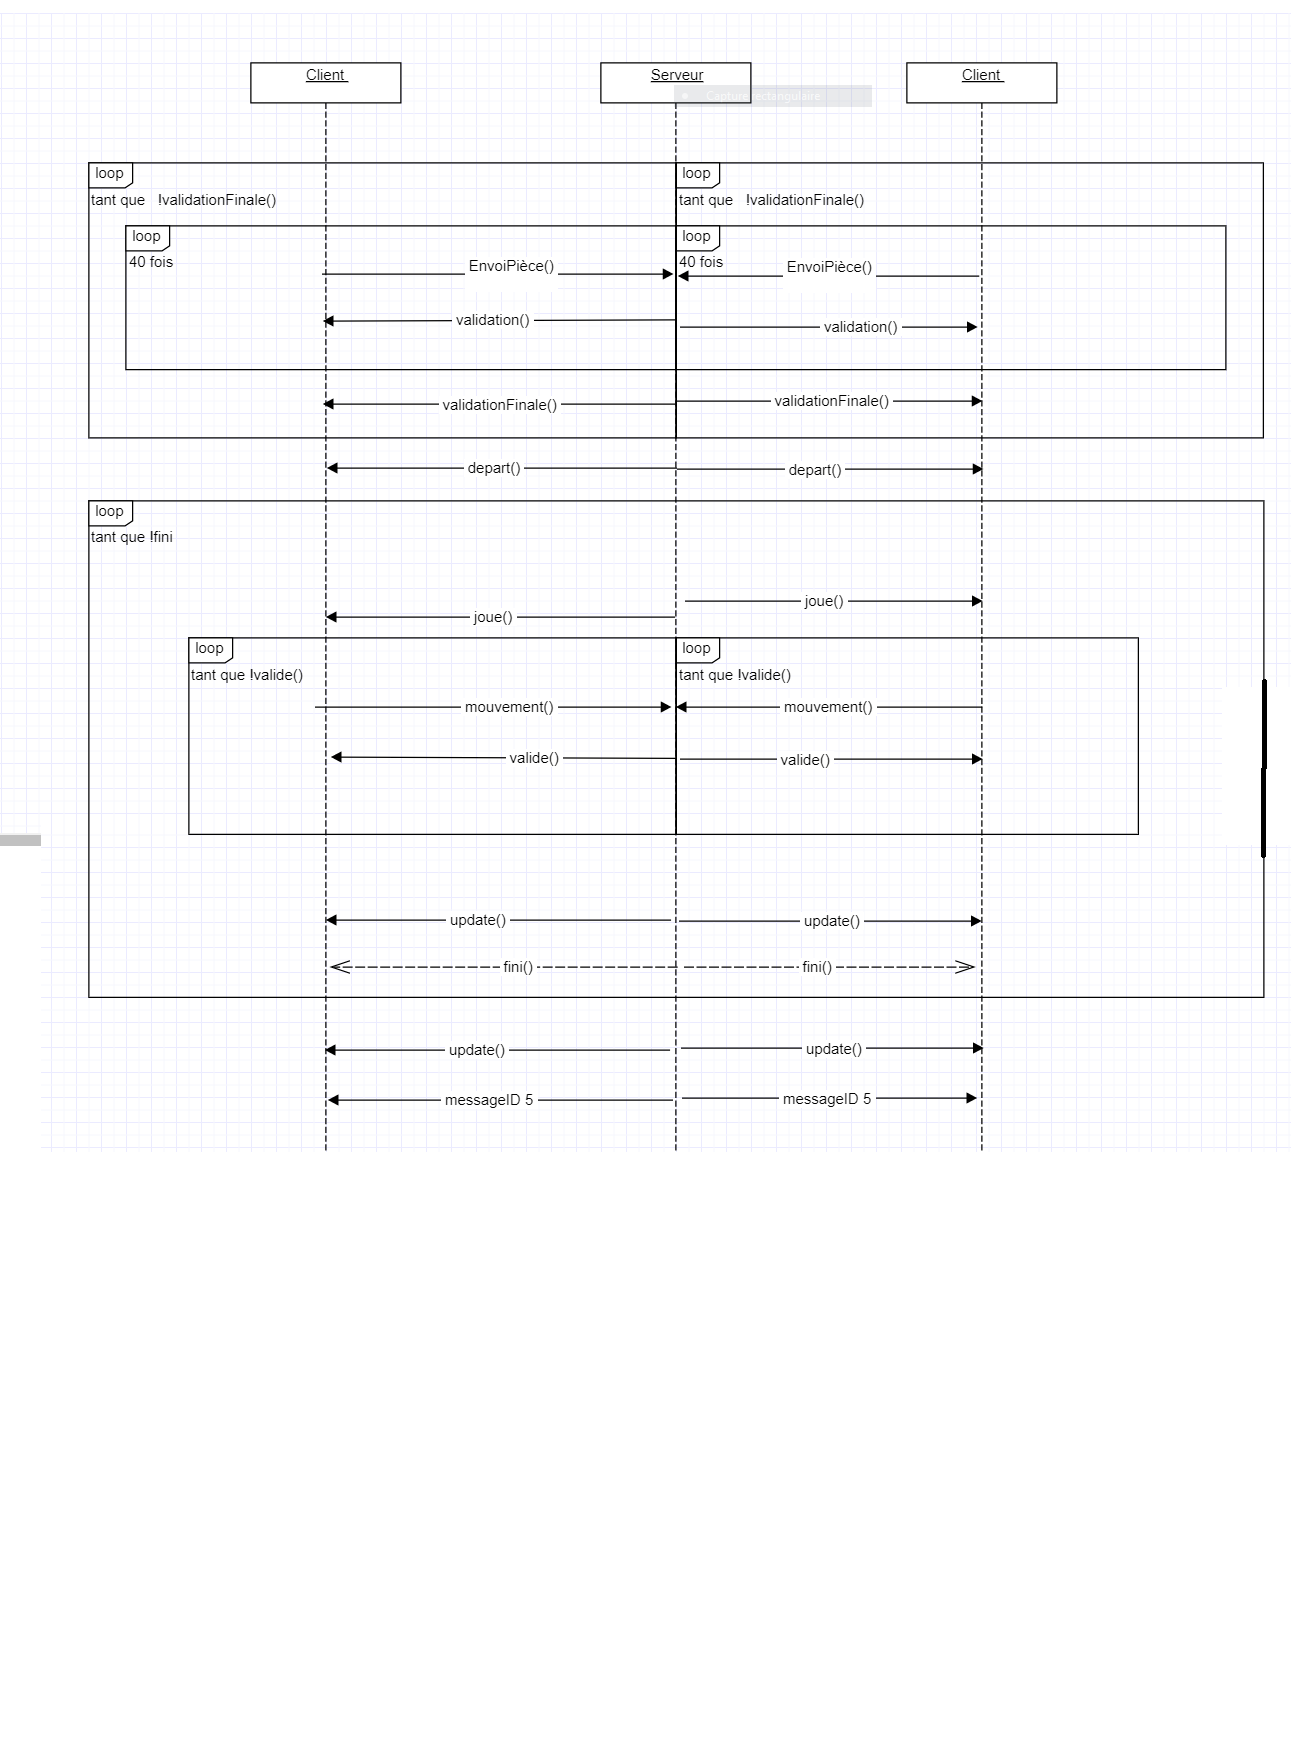 Client
Serveur
Client
Capture rectangulaire
loop
loop
tant que !validationFinale()
tant que !validationFinale()
loop
loop
40 fois
40 fois
EnvoiPièce()
EnvoiPièce()
validation()
validation()
validationFinale()
validationFinale()
depart()
depart()
loop
tant que !fini
joue()
joue()
loop
loop
tant que !valide()
tant que !valide()
mouvement()
mouvement()
valide()
valide()
update()
update()
fini()
fini()
update()
update()
messageID 5
messageID 5